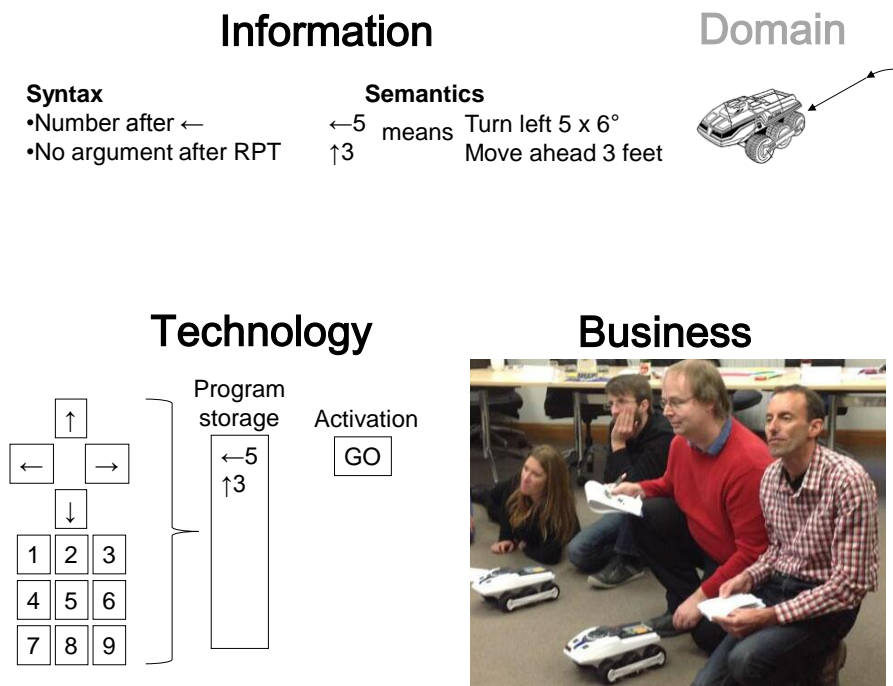 Information
Domain
Syntax
Semantics
•Number after ←
←5
means
Turn left 5 x 6°
•No argument after RPT
↑3
Move ahead 3 feet
Technology
Business
Program
storage
Activation
↑
← →
↓
←5
↑3
GO
1 2 3
4 5 6
7 8 9